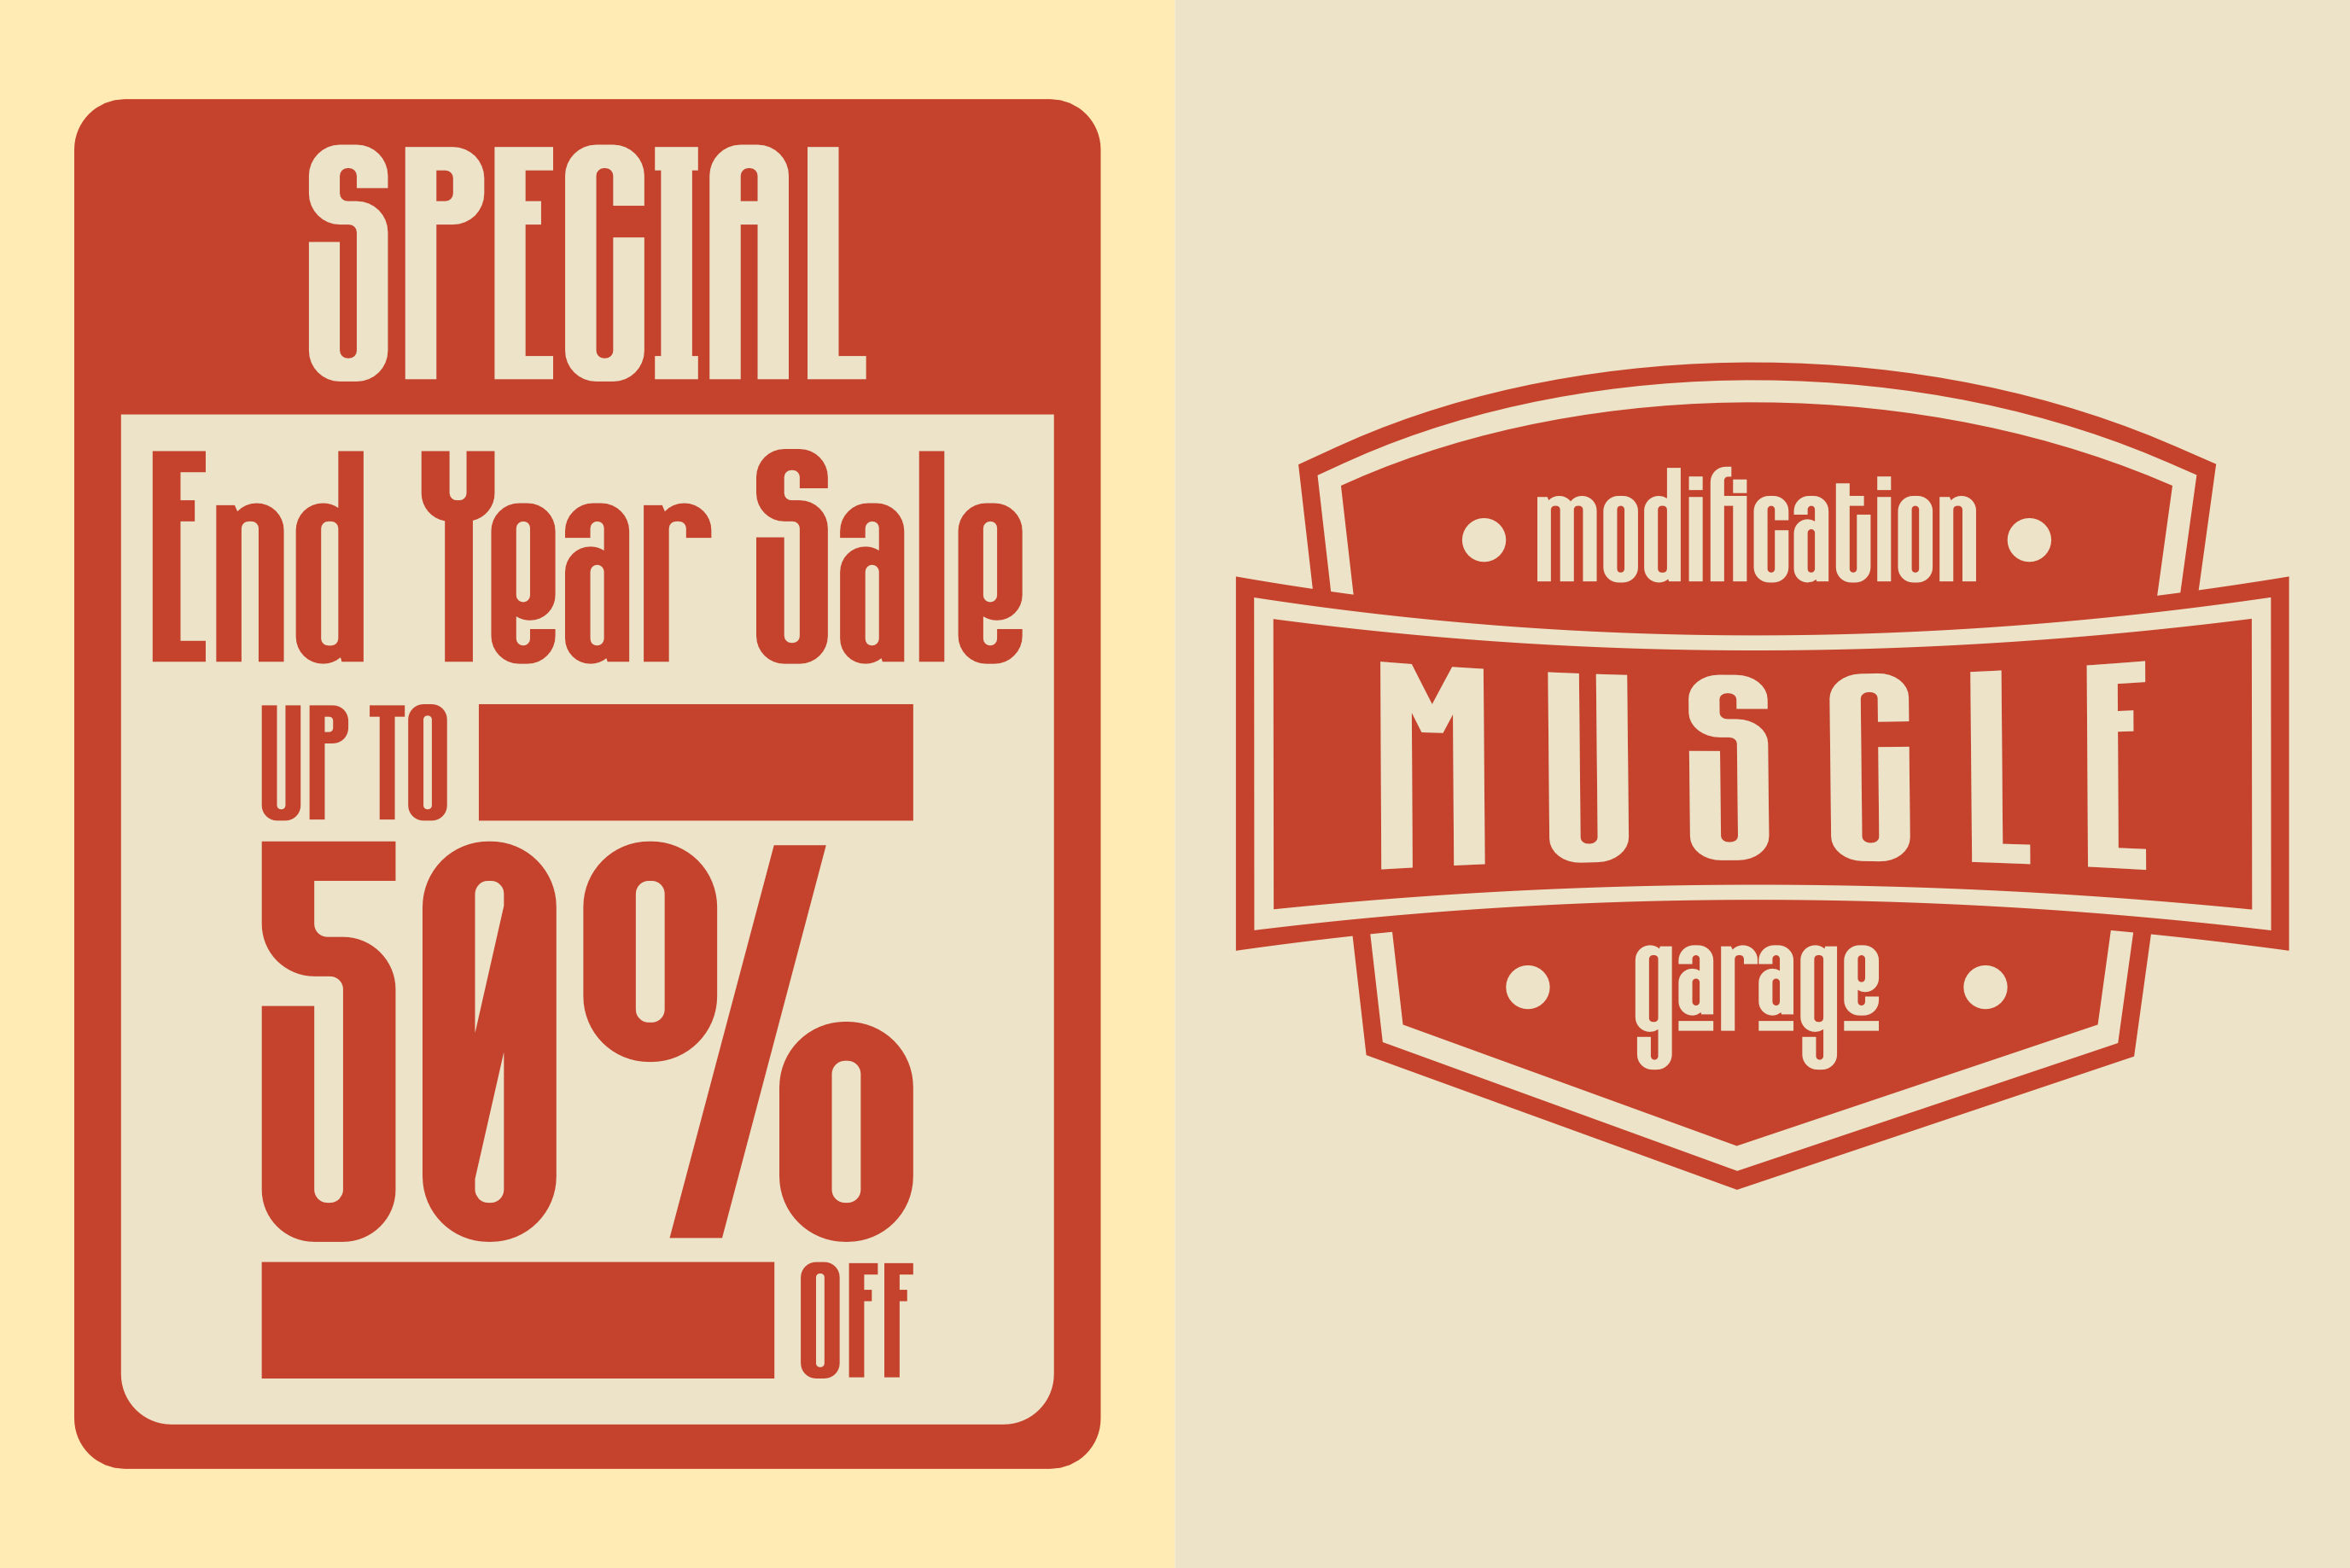 SPECIAL
End Year Sale
UP TO
50%
OFF
modification
MUSCLE
garage